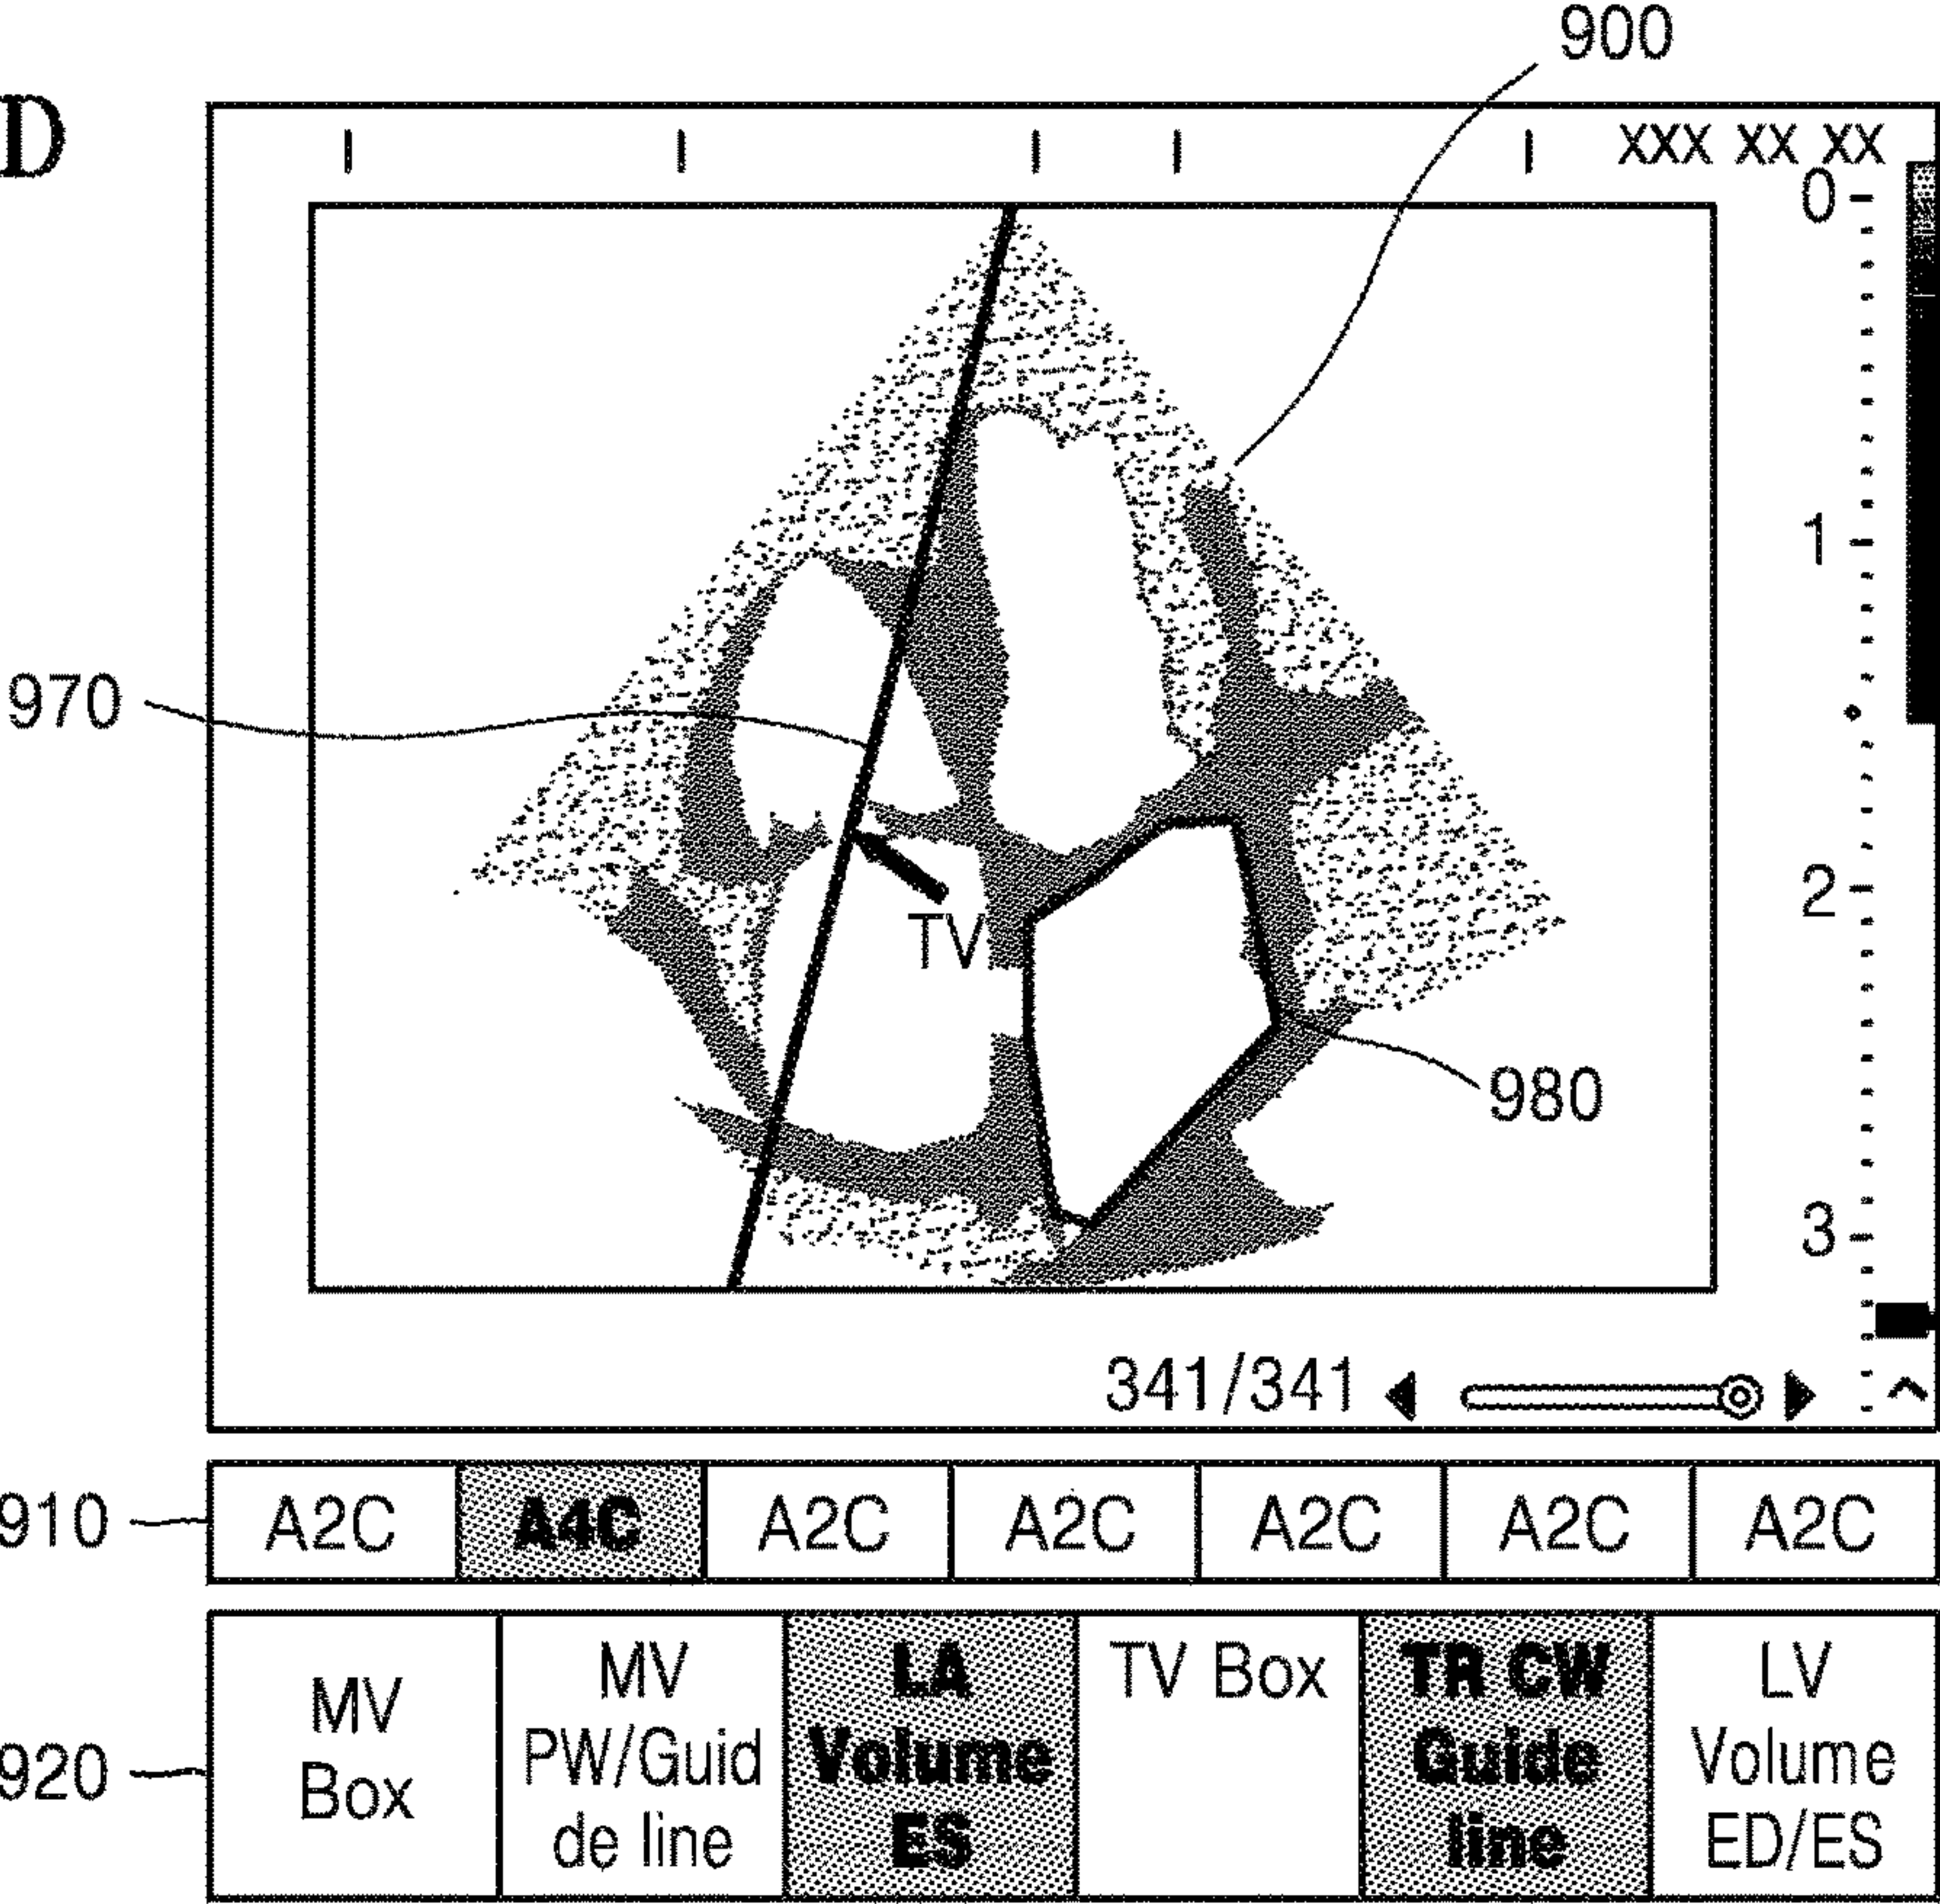 900
D
XXX XX XX
0
1
970
2
TV
980
3
341/341
910
A2C A4C A2C A2C A2C A2C A2C
920
MV
Box
MV
PW/Guid
de line
LA
Volume
ES
TV Box
TR CW
Guide
line
LV
Volume
ED/ES